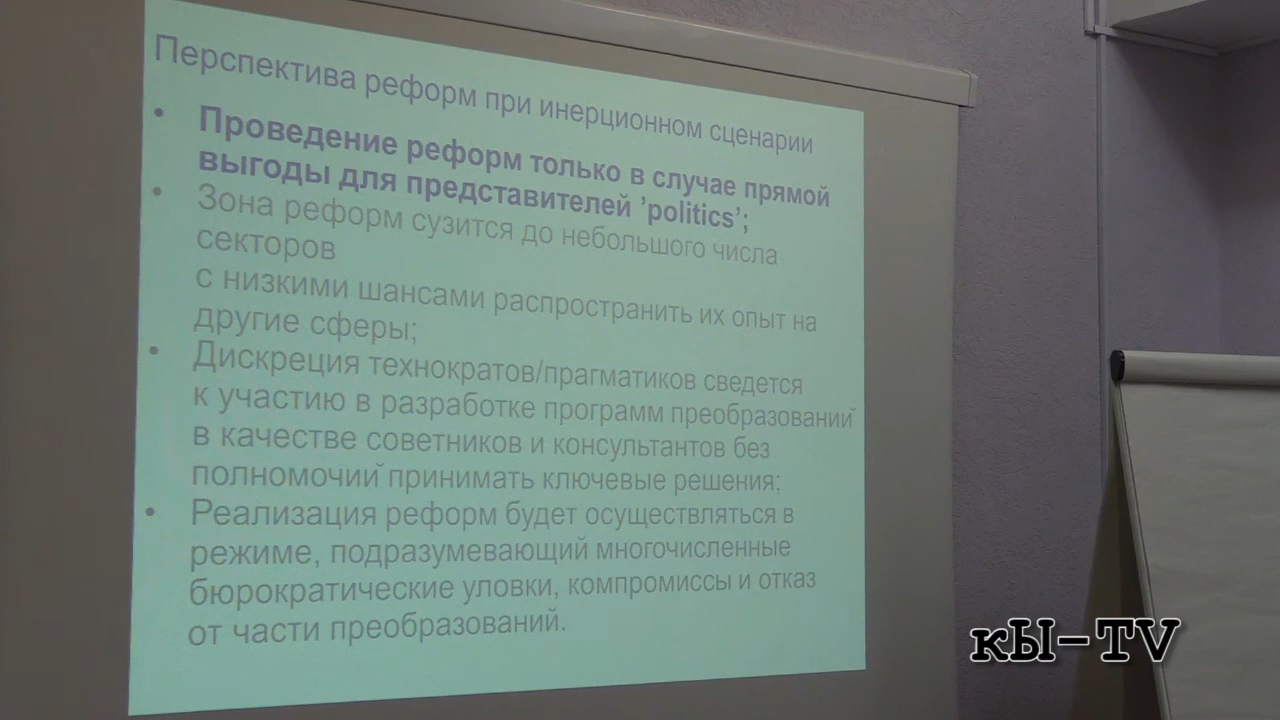 Перспектива реформ при инерционном сценарии
• Проведение реформ только в случае прямой
выгоды для представителей ’politics’;
• Зона реформ сузится до небольшого числа
секторов
с низкими шансами распространить их опыт на
другие сферы;
• Дискреция технократов/прагматиков сведется
к участию в разработке программ преобразований
в качестве советников и консультантов без
полномочий принимать ключевые решения;
• Реализация реформ будет осуществляться в
режиме, подразумевающий многочисленные
бюрократические уловки, компромиссы и отказ
от части преобразований.
кЫ-TV